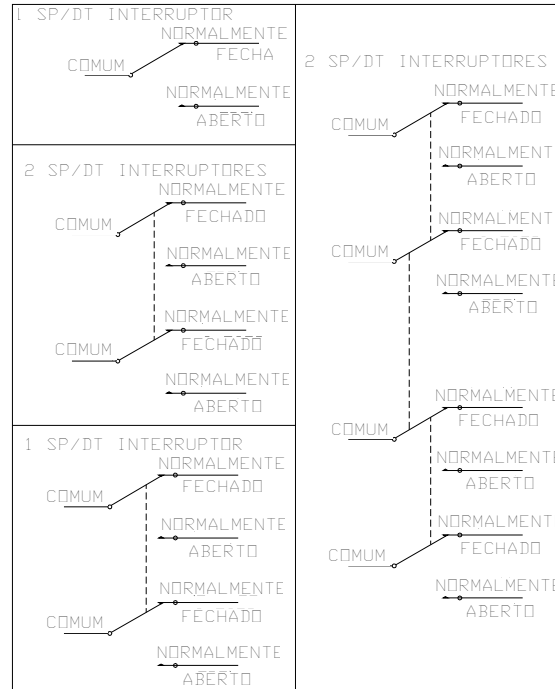 1 SP/DT INTERRUPTOR
NORMALMENTE
FECHA
COMUM
NORMALMENTE
ABERTO
2 SP/DT INTERRUPTORES
NORMALMENTE
FECHADO
COMUM
NORMALMENTE
ABERTO
NORMALMENTE
FECHADO
COMUM
NORMALMENTE
ABERTO
1 SP/DT INTERRUPTOR
NORMALMENTE
FECHADO
COMUM
NORMALMENTE
ABERTO
NORMALMENTE
FECHADO
COMUM
NORMALMENTE
ABERTO
2 SP/DT INTERRUPTORES
NORMALMENTE
FECHADO
COMUM
NORMALMENT
ABERTO
NORMALMENT
FECHADO
COMUM
NORMALMENTE
ABERTO
NORMALMENTE
FECHADO
COMUM
NORMALMENTE
ABERTO
NORMALMENT
FECHADO
COMUM
NORMALMENTE
ABERTO